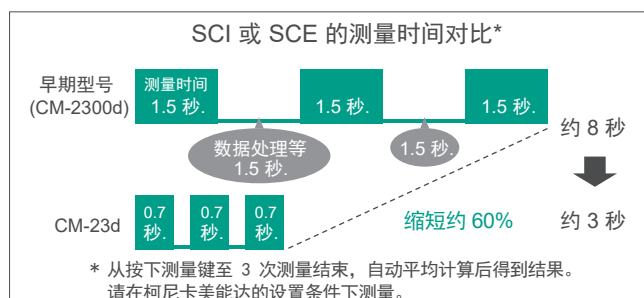 SCI 或 SCE 的测量时间对比*
早期型号
(CM-2300d)
测量时间
1.5 秒.
1.5 秒.
1.5 秒.
数据处理等
1.5 秒.
1.5 秒.
约 8 秒
CM-23d
0.7
秒.
0.7
秒.
0.7
秒.
缩短约 60%
约 3 秒
* 从按下测量键至 3 次测量结束，自动平均计算后得到结果。
请在柯尼卡美能达的设置条件下测量。